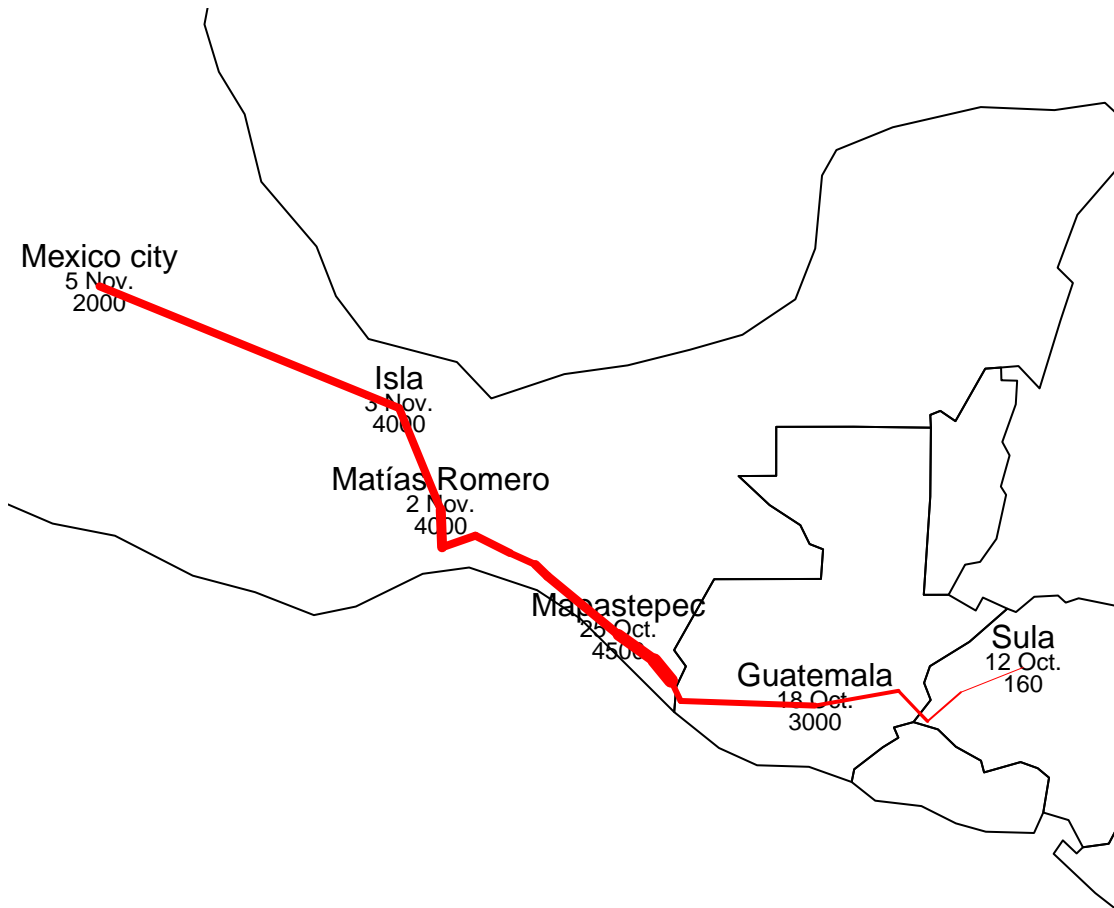 Mexico city
5 Nov.
2000
Isla
3 Nov.
4000
Matías Romero
2 Nov.
4000
Mapastepec
25 Oct.
4500
Guatemala
18 Oct.
3000
Sula
12 Oct.
160